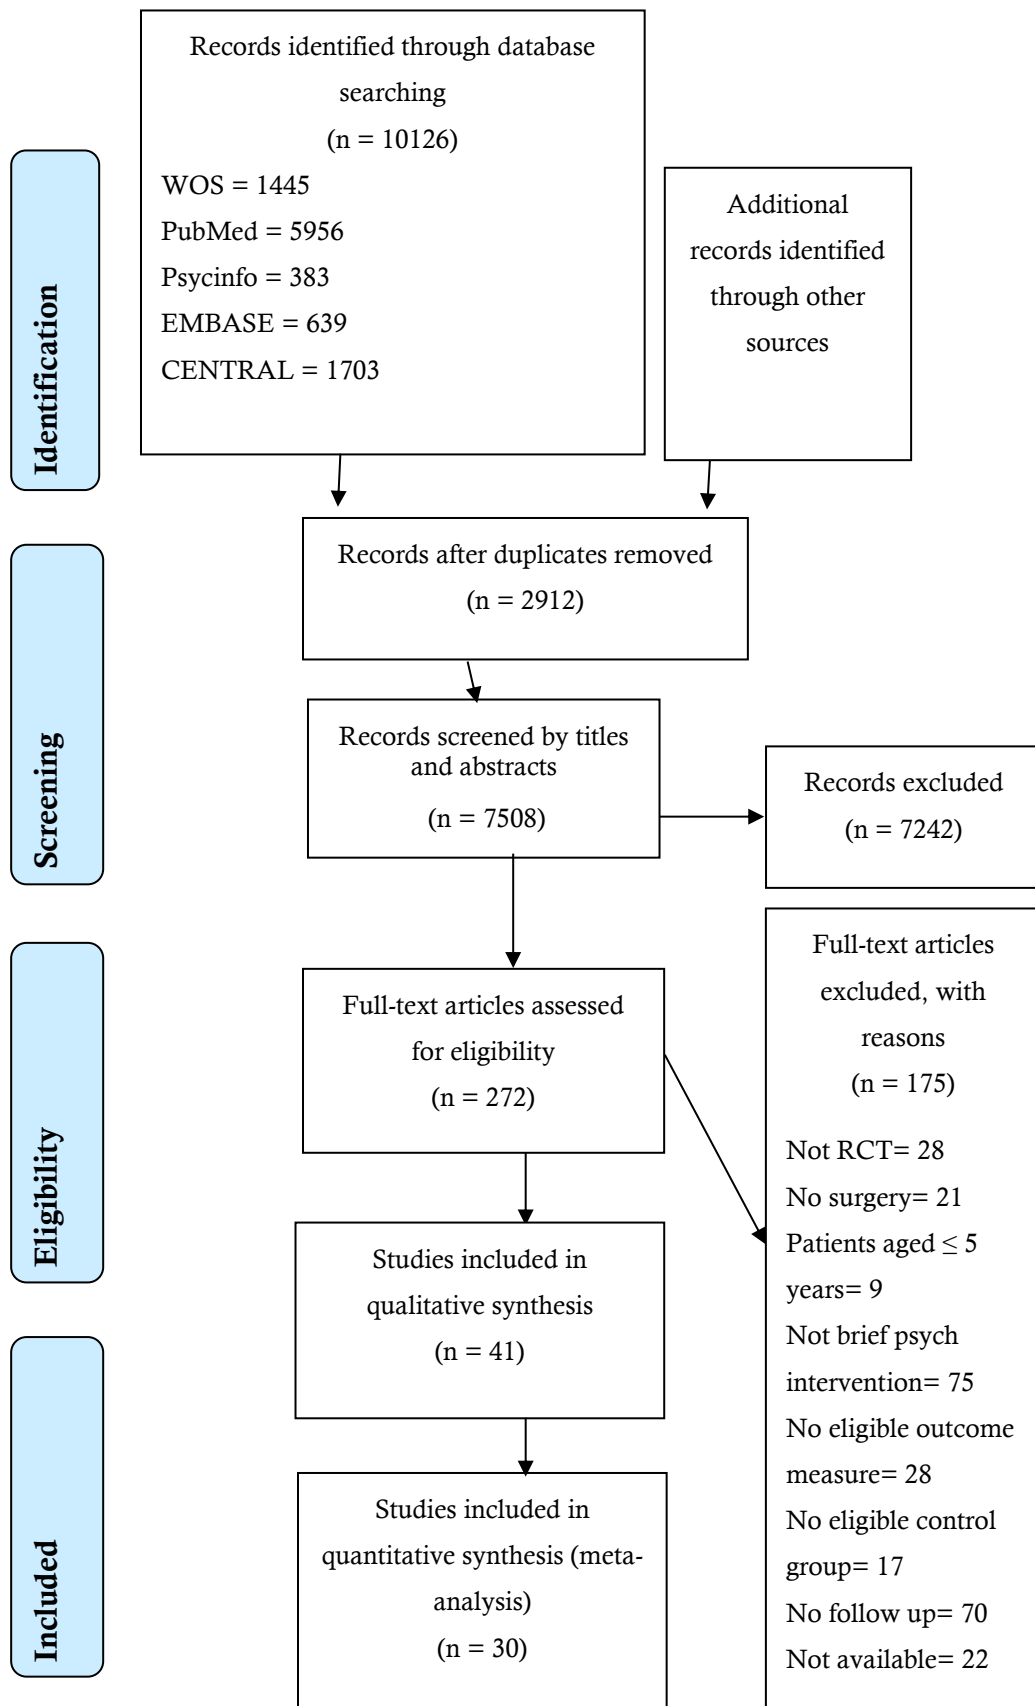 Records identified through database
searching
(n = 10126)
WOS = 1445
PubMed = 5956
Psycinfo = 383
EMBASE = 639
CENTRAL = 1703
Additional
records identified
through other
sources
Identification
Records after duplicates removed
(n = 2912)
Screening
Records screened by titles
and abstracts
(n = 7508)
Records excluded
(n = 7242)
Eligibility
Full-text articles assessed
for eligibility
(n = 272)
Full-text articles
excluded, with
reasons
(n = 175)
Not RCT= 28
No surgery= 21
Patients aged ≤ 5
years= 9
Not brief psych
intervention= 75
No eligible outcome
measure= 28
No eligible control
group= 17
No follow up= 70
Not available= 22
Studies included in
qualitative synthesis
(n = 41)
Included
Studies included in
quantitative synthesis (meta-
analysis)
(n = 30)